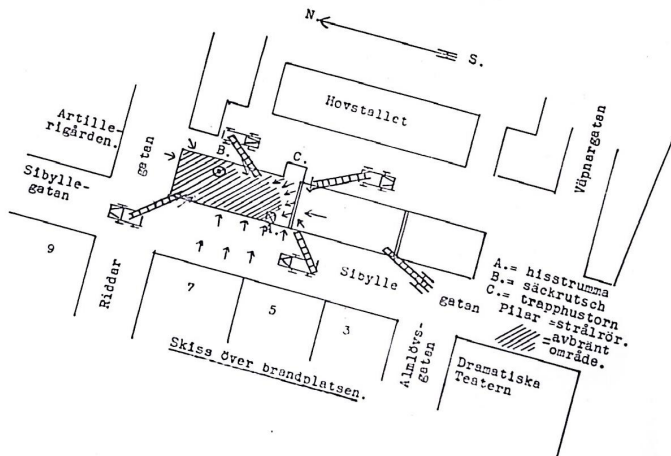 N.
S.
Hovstallet
Artille-
rigården.
gatan
Väpnargatan
B.
C.
Sibylle-
gatan
A.
9
Riddar
7
5
3
Sibylle
gatan
Almlövs-
gatan
A.= hisstrumma
B.= säckrutsch
C.= trapphustorn
Pilar =strålrör.
=avbränt
område.
Skiss över brandplatsen.
Dramatiska
Teatern